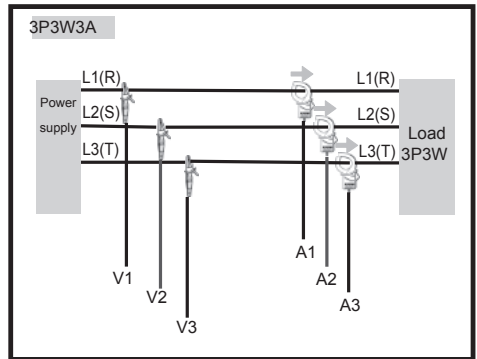 3P3W3A
L1(R) L1(R)
Power supply
L2(S) L2(S)
Load 3P3W
L3(T) L3(T)
A1
V1 A2
V2 A3
V3